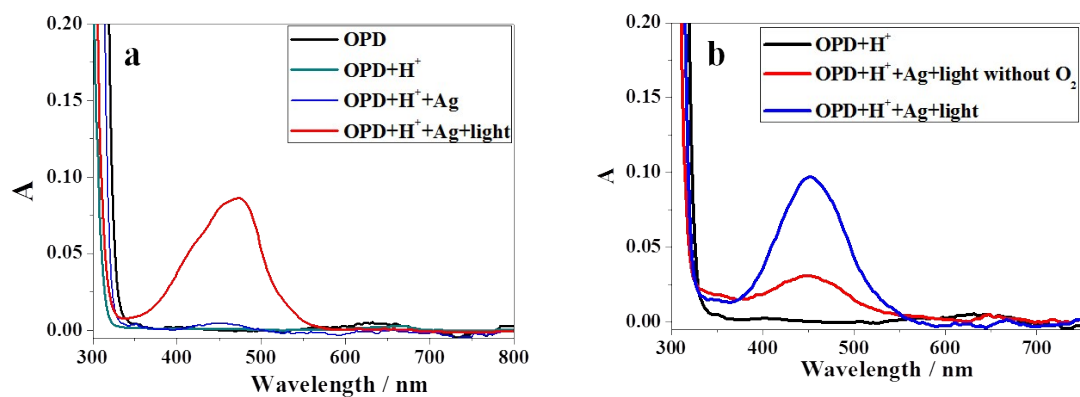 a
OPD
OPD+H⁺
OPD+H⁺+Ag
OPD+H⁺+Ag+light
0.20
0.15
0.10
0.05
0.00
A
300 400 500 600 700 800
Wavelength / nm
b
OPD+H⁺
OPD+H⁺+Ag+light without O₂
OPD+H⁺+Ag+light
0.20
0.15
0.10
0.05
0.00
A
300 400 500 600 700
Wavelength / nm